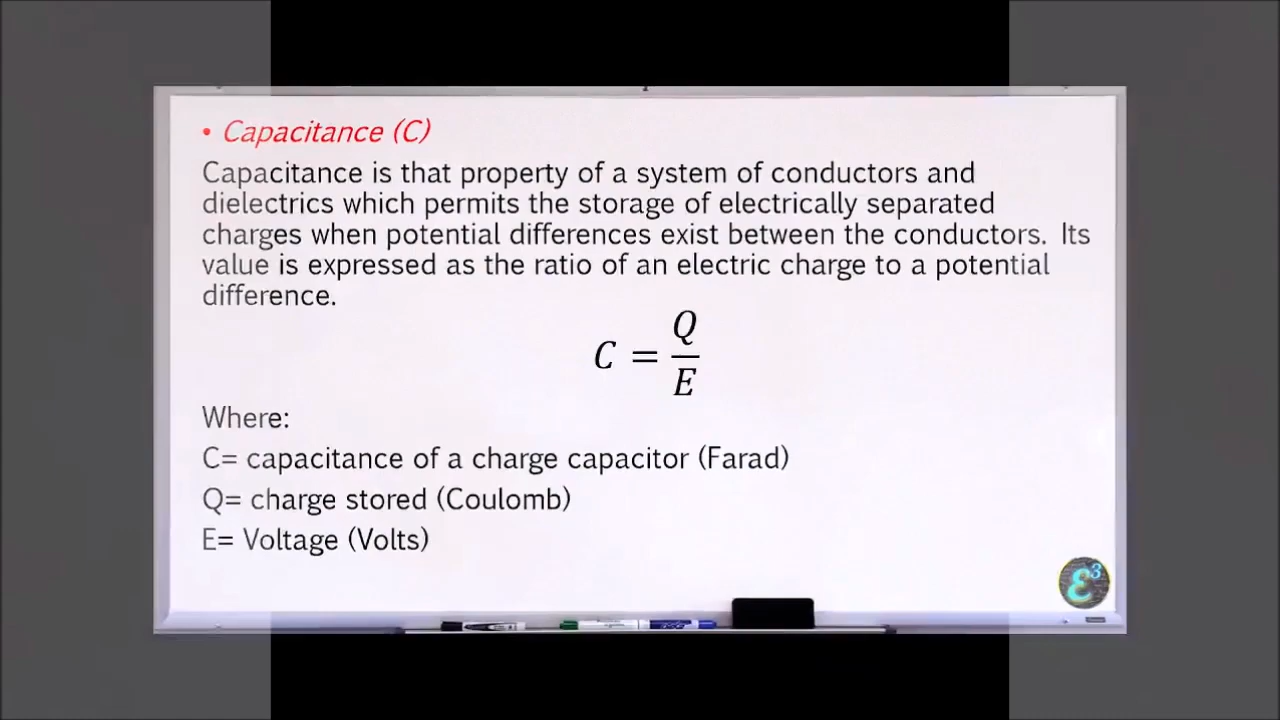 • Capacitance (C)
Capacitance is that property of a system of conductors and
dielectrics which permits the storage of electrically separated
charges when potential differences exist between the conductors. Its
value is expressed as the ratio of an electric charge to a potential
difference.
C = Q/E
Where:
C= capacitance of a charge capacitor (Farad)
Q= charge stored (Coulomb)
E= Voltage (Volts)
ε³